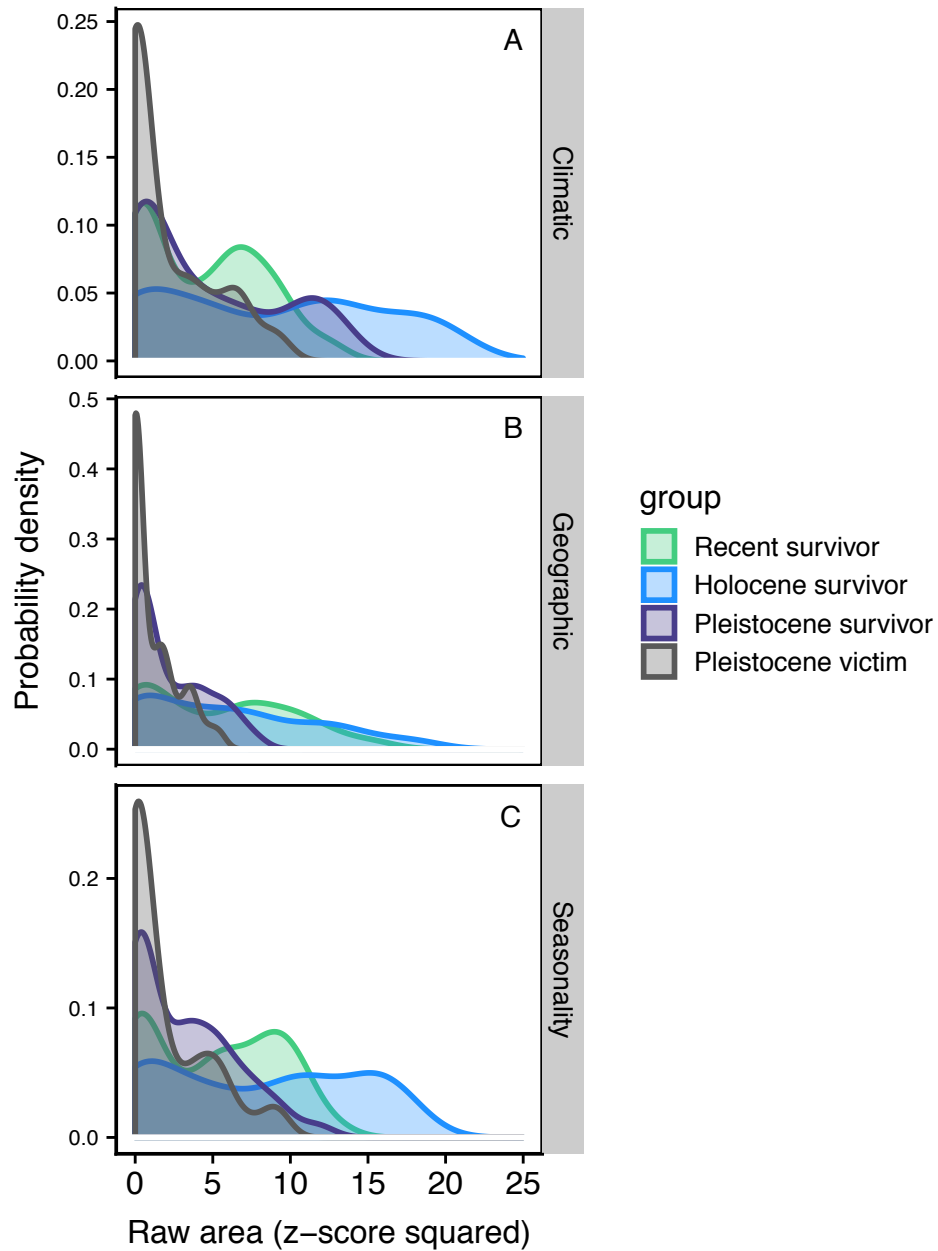 A
0.25
0.20
0.15
0.10
0.05
0.00
Climatic
B
0.5
0.4
0.3
0.2
0.1
0.0
Geographic
C
0.2
0.1
0.0
Seasonality
0 5 10 15 20 25
Raw area (z−score squared)
Probability density
group
Recent survivor
Holocene survivor
Pleistocene survivor
Pleistocene victim